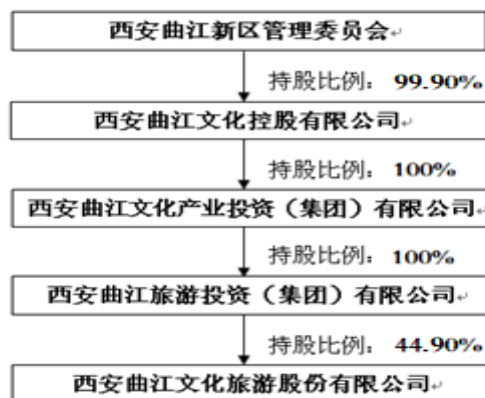 西安曲江新区管理委员会
持股比例：99.90%
西安曲江文化控股有限公司
持股比例：100%
西安曲江文化产业投资（集团）有限公司
持股比例：100%
西安曲江旅游投资（集团）有限公司
持股比例：44.90%
西安曲江文化旅游股份有限公司